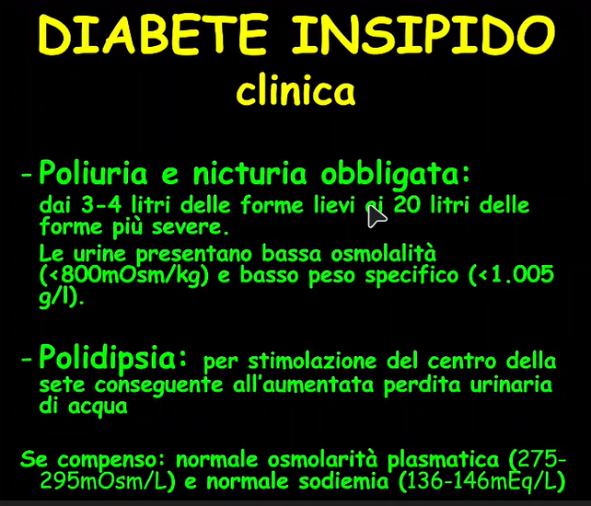 DIABETE INSIPIDO
clinica
- Poliuria e nicturia obbligata:
dai 3-4 litri delle forme lievi ai 20 litri delle
forme più severe.
Le urine presentano bassa osmolalità
(<800mOsm/kg) e basso peso specifico (<1.005
g/l).
- Polidipsia: per stimolazione del centro della
sete conseguente all'aumentata perdita urinaria
di acqua
Se compenso: normale osmolarità plasmatica (275-
295mOsm/L) e normale sodiemia (136-146mEq/L)